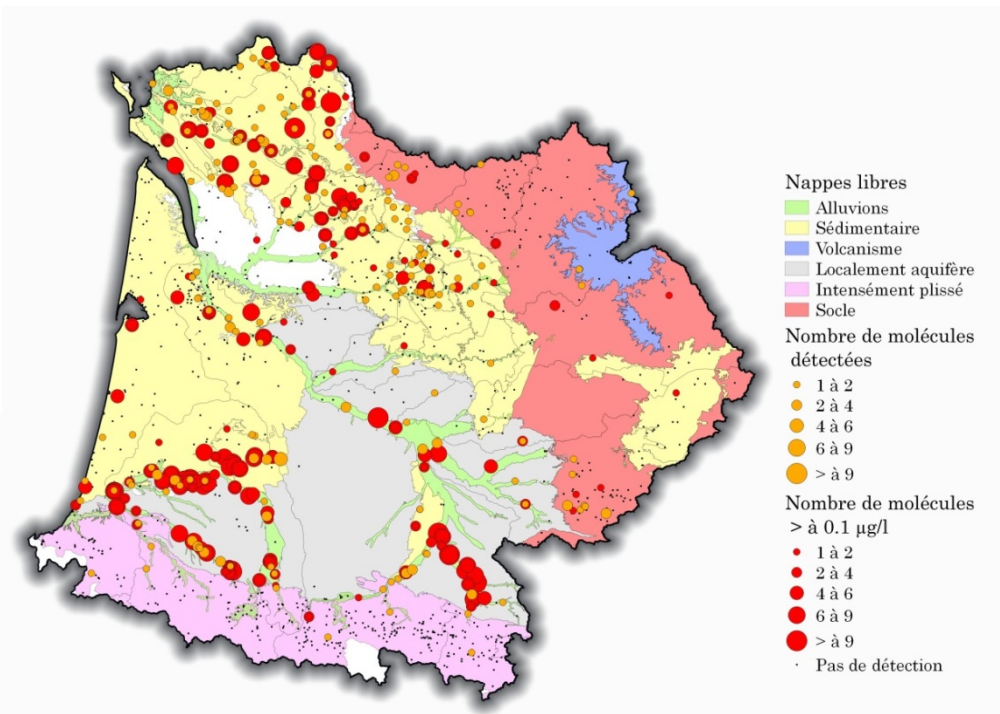 Nappes libres
Alluvions
Sédimentaire
Volcanisme
Localement aquifère
Intensément plissé
Socle
Nombre de molécules
détectées
1 à 2
2 à 4
4 à 6
6 à 9
> à 9
Nombre de molécules
> à 0.1 µg/l
1 à 2
2 à 4
4 à 6
6 à 9
> à 9
Pas de détection